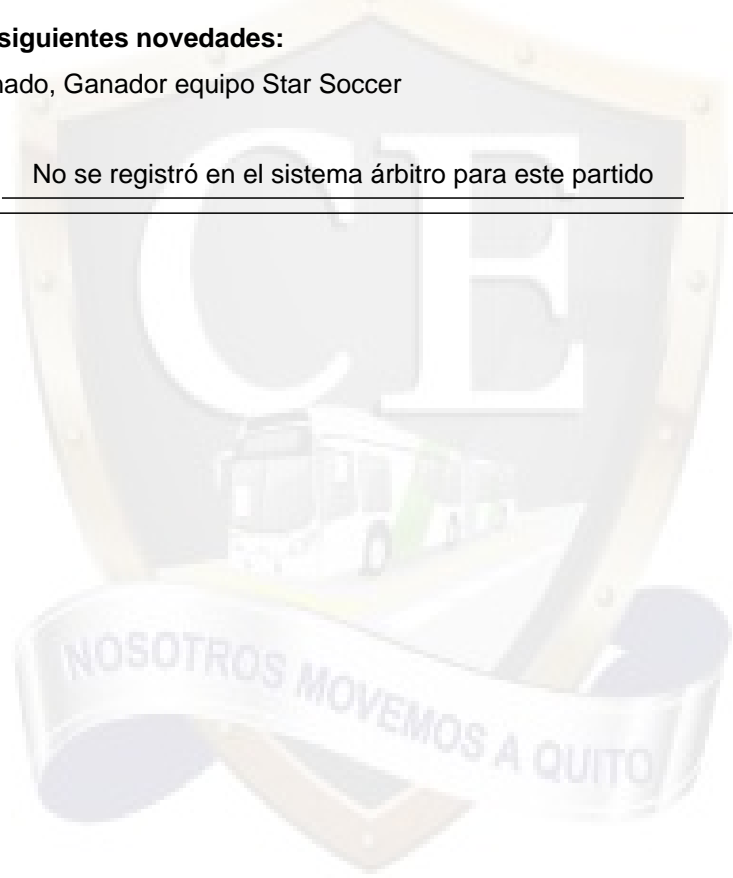 siguientes novedades:
nado, Ganador equipo Star Soccer
No se registró en el sistema árbitro para este partido
CE
NOSOTROS MOVEMOS A QUITO